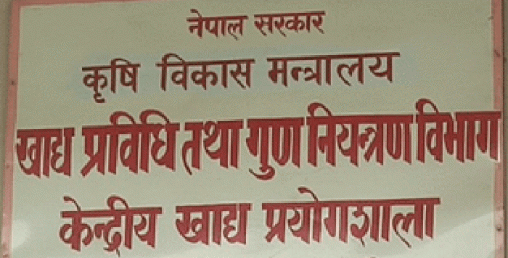 नेपाल सरकार
कृषि विकास मन्त्रालय
खाद्य प्रविधि तथा गुण नियन्त्रण विभाग
केन्द्रीय खाद्य प्रयोगशाला